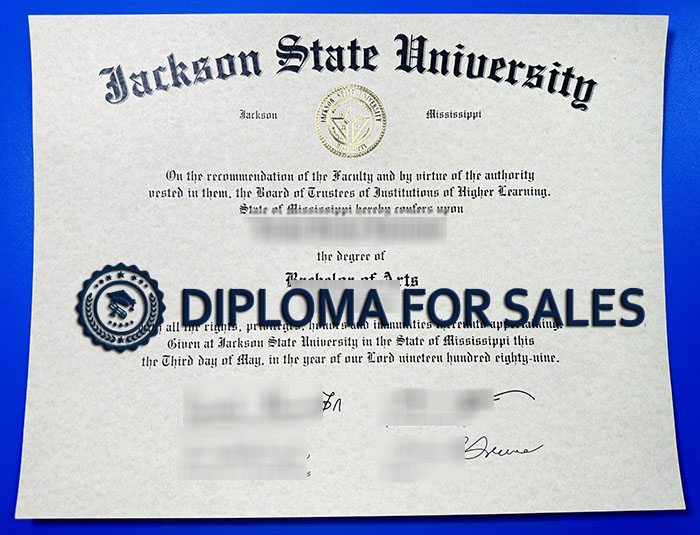 Jackson State University
JACKSON STATE UNIVERSITY
Jackson Mississippi
On the recommendation of the Faculty and by virtue of the authority
vested in them, the Board of Trustees of Institutions of Higher Learning.
State of Mississippi hereby confers upon
the degree of
Bachelor of Arts
DIPLOMA FOR SALES
all the rights, privileges, honors and immunities thereunto appertaining.
Given at Jackson State University in the State of Mississippi this
the Third day of May, in the year of our Lord nineteen hundred eighty-nine.